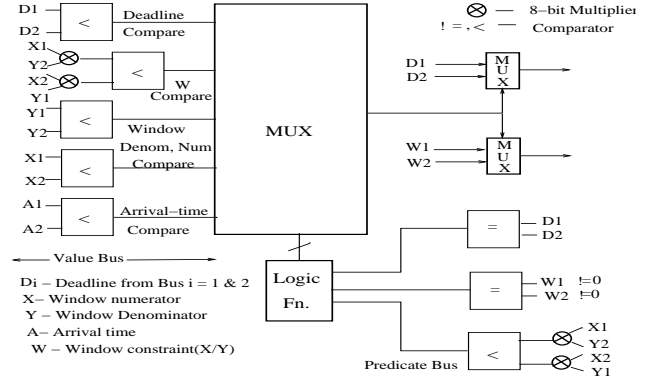 D1
D2
<
Deadline
Compare
X1
Y2
X2
Y1
<
W
Compare
Y1
Y2
<
Window
Denom, Num
Compare
X1
X2
<
A1
A2
<
Arrival-time
Compare
Value Bus
Di - Deadline from Bus i = 1 & 2
X- Window numerator
Y - Window Denominator
A- Arrival time
W - Window constraint(X/Y)
MUX
Logic
Fn.
8-bit Multiplier
! = ,< — Comparator
D1
D2
MUX
W1
W2
MUX
=
D1
D2
=
W1 !=0
W2 !=0
Predicate Bus
<
X1
Y2
X2
Y1